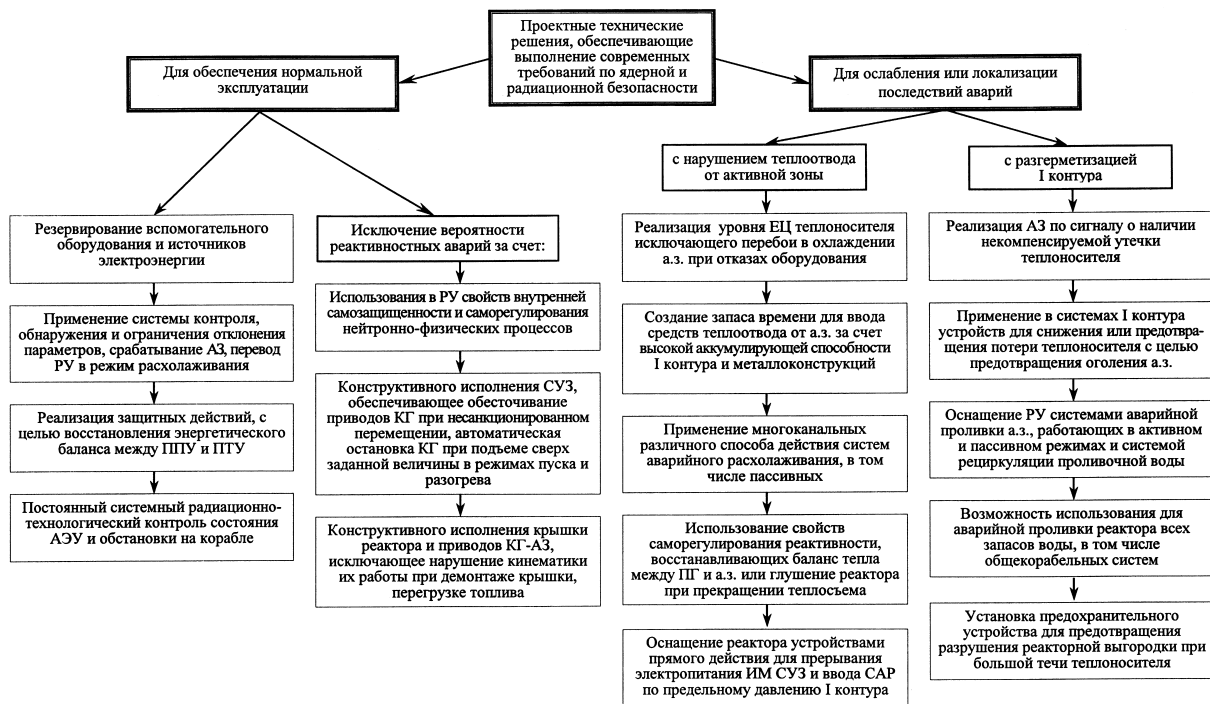 Проектные технические
решения, обеспечивающие
выполнение современных
требований по ядерной и
радиационной безопасности
Для обеспечения нормальной
эксплуатации
Для ослабления или локализации
последствий аварий
Резервирование вспомогательного
оборудования и источников
электроэнергии
Применение системы контроля,
обнаружения и ограничения отклонения
параметров, срабатывание АЗ, перевод
РУ в режим расхолаживания
Реализация защитных действий, с
целью восстановления энергетического
баланса между ППУ и ПТУ
Постоянный системный радиационно-
технологический контроль состояния
АЭУ и обстановки на корабле
Исключение вероятности
реактивностных аварий за счет:
Использования в РУ свойств внутренней
самозащищенности и саморегулирования
нейтронно-физических процессов
Конструктивного исполнения СУЗ,
обеспечивающее обесточивание
приводов КГ при несанкционированном
перемещении, автоматическая
остановка КГ при подъеме сверх
заданной величины в режимах пуска и
разогрева
Конструктивного исполнения крышки
реактора и приводов КГ-АЗ,
исключающее нарушение кинематики
их работы при демонтаже крышки,
перегрузке топлива
с нарушением теплоотвода
от активной зоны
Реализация уровня ЕЦ теплоносителя
исключающего перебои в охлаждении
а.з. при отказах оборудования
Создание запаса времени для ввода
средств теплоотвода от а.з. за счет
высокой аккумулирующей способности
I контура и металлоконструкций
Применение многоканальных
различного способа действия систем
аварийного расхолаживания, в том
числе пассивных
Использование свойств
саморегулирования реактивности,
восстанавливающих баланс тепла
между ПГ и а.з. или глушение реактора
при прекращении теплосъема
Оснащение реактора устройствами
прямого действия для прерывания
электропитания ИМ СУЗ и ввода САР
по предельному давлению I контура
с разгерметизацией
I контура
Реализация АЗ по сигналу о наличии
некомпенсируемой утечки
теплоносителя
Применение в системах I контура
устройств для снижения или предотвра-
щения потери теплоносителя с целью
предотвращения оголения а.з.
Оснащение РУ системами аварийной
проливки а.з., работающих в активном
и пассивном режимах и системой
рециркуляции проливочной воды
Возможность использования для
аварийной проливки реактора всех
запасов воды, в том числе
общекорабельных систем
Установка предохранительного
устройства для предотвращения
разрушения реакторной выгородки при
большой течи теплоносителя